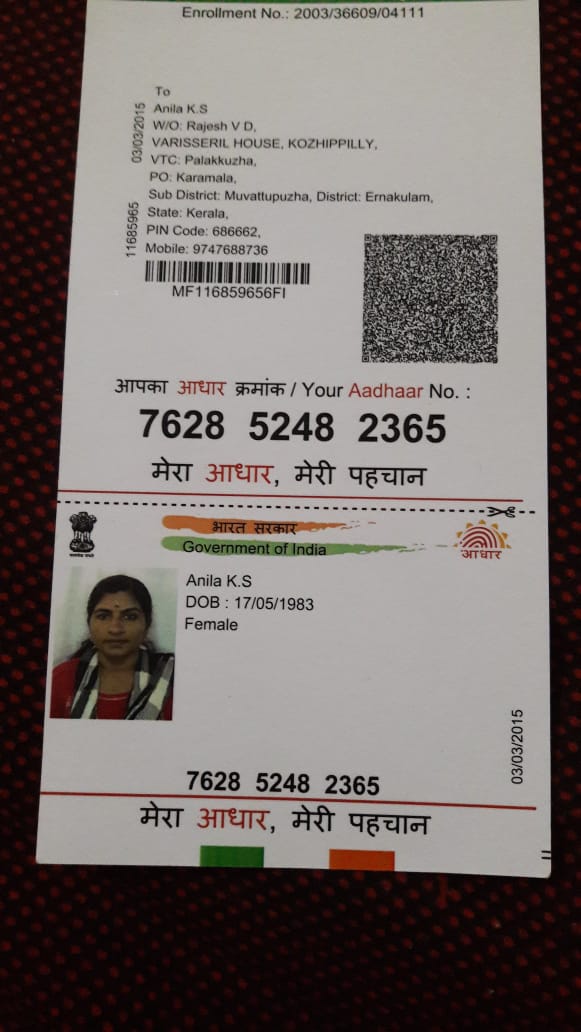 Enrollment No.: 2003/36609/04111
To
Anila K.S
W/O: Rajesh V D,
VARISSERIL HOUSE, KOZHIPPILLY,
VTC: Palakkuzha,
PO: Karamala,
Sub District: Muvattupuzha, District: Ernakulam,
State: Kerala,
PIN Code: 686662,
Mobile: 9747688736
03/03/2015
11685965
MF116859656FI
आपका आधार क्रमांक / Your Aadhaar No. :
7628 5248 2365
मेरा आधार, मेरी पहचान
भारत सरकार
Government of India
आधार
Anila K.S
DOB : 17/05/1983
Female
03/03/2015
7628 5248 2365
मेरा आधार, मेरी पहचान